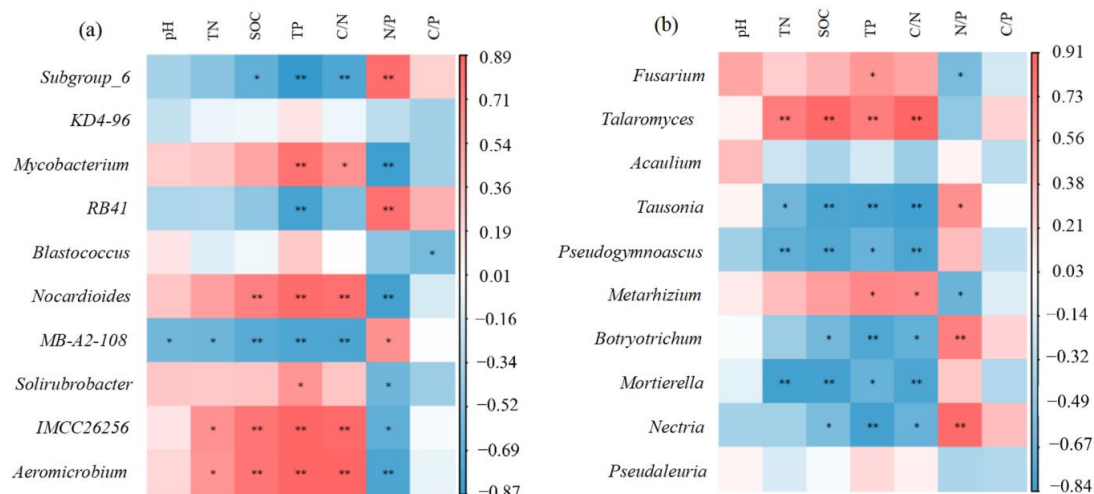 (a)
pH TN SOC TP C/N N/P C/P
Subgroup_6 * ** ** **
KD4-96
Mycobacterium ** * **
RB41 ** **
Blastococcus *
Nocardioides ** ** ** **
MB-A2-108 * * ** ** ** *
Solirubrobacter * *
IMCC26256 * ** ** ** *
Aeromicrobium * ** ** ** **
0.89
0.71
0.54
0.36
0.19
0.01
−0.16
−0.34
−0.52
−0.69
−0.87
(b)
pH TN SOC TP C/N N/P C/P
Fusarium * *
Talaromyces ** ** ** **
Acaulium
Tausonia * ** ** ** *
Pseudogymnoascus ** ** * **
Metarhizium * * *
Botryotrichum * ** * **
Mortierella ** ** * **
Nectria * ** * **
Pseudaleuria
0.91
0.73
0.56
0.38
0.21
0.03
−0.14
−0.32
−0.49
−0.67
−0.84